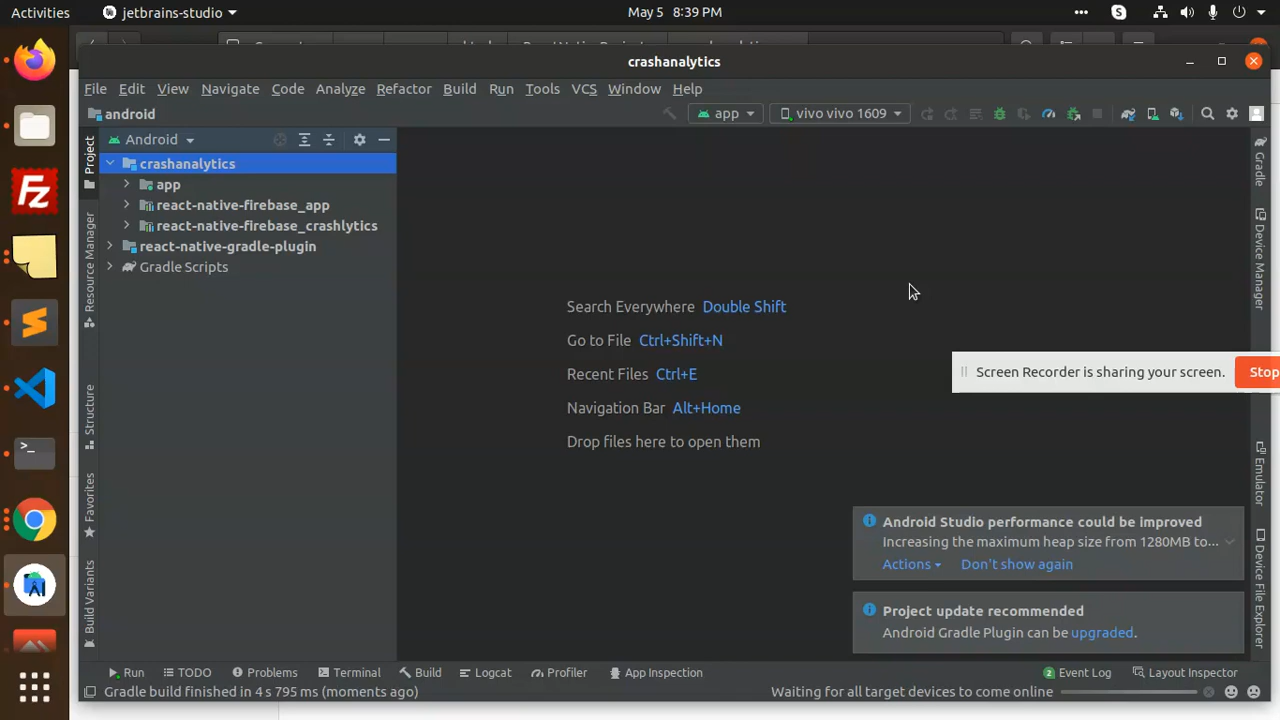 Activities
jetbrains-studio
May 5 8:39 PM
crashanalytics
File Edit View Navigate Code Analyze Refactor Build Run Tools VCS Window Help
android
app
vivo vivo 1609
Project
Android
crashanalytics
app
react-native-firebase_app
react-native-firebase_crashlytics
react-native-gradle-plugin
Gradle Scripts
Resource Manager
Structure
Favorites
Build Variants
Search Everywhere Double Shift
Go to File Ctrl+Shift+N
Recent Files Ctrl+E
Navigation Bar Alt+Home
Drop files here to open them
Gradle
Device Manager
Emulator
Device File Explorer
Screen Recorder is sharing your screen.
Stop
Android Studio performance could be improved
Increasing the maximum heap size from 1280MB to...
Actions Don't show again
Project update recommended
Android Gradle Plugin can be upgraded.
Run TODO Problems Terminal Build Logcat Profiler App Inspection
2 Event Log Layout Inspector
Gradle build finished in 4 s 795 ms (moments ago)
Waiting for all target devices to come online